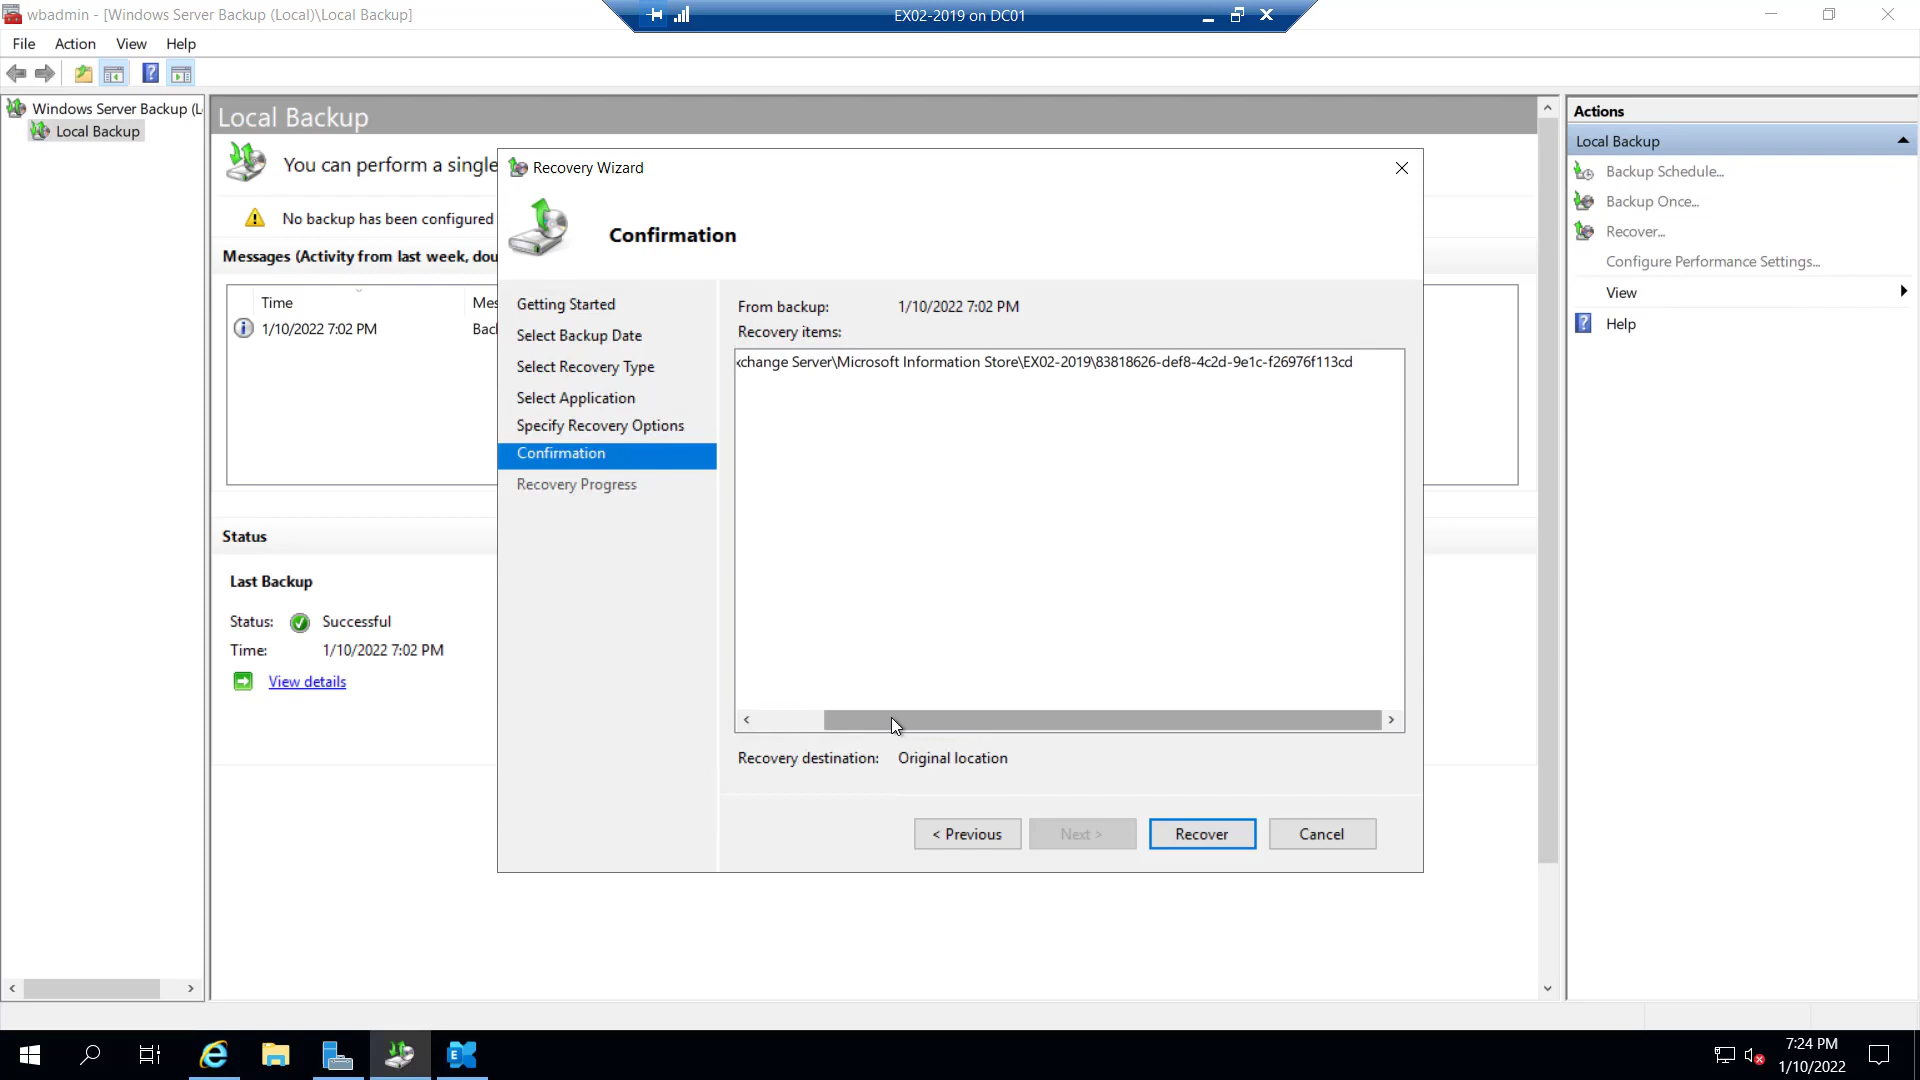 wbadmin - [Windows Server Backup (Local)\Local Backup]
EX02-2019 on DC01
File Action View Help
Windows Server Backup (L
Local Backup
Local Backup
You can perform a single
No backup has been configured
Messages (Activity from last week, dou
Time Mes
1/10/2022 7:02 PM Bac
Status
Last Backup
Status: Successful
Time: 1/10/2022 7:02 PM
View details
Recovery Wizard
Confirmation
Getting Started
Select Backup Date
Select Recovery Type
Select Application
Specify Recovery Options
Confirmation
Recovery Progress
From backup: 1/10/2022 7:02 PM
Recovery items:
change Server\Microsoft Information Store\EX02-2019\83818626-def8-4c2d-9e1c-f26976f113cd
Recovery destination: Original location
< Previous Next > Recover Cancel
Actions
Local Backup
Backup Schedule...
Backup Once...
Recover...
Configure Performance Settings...
View
Help
7:24 PM
1/10/2022